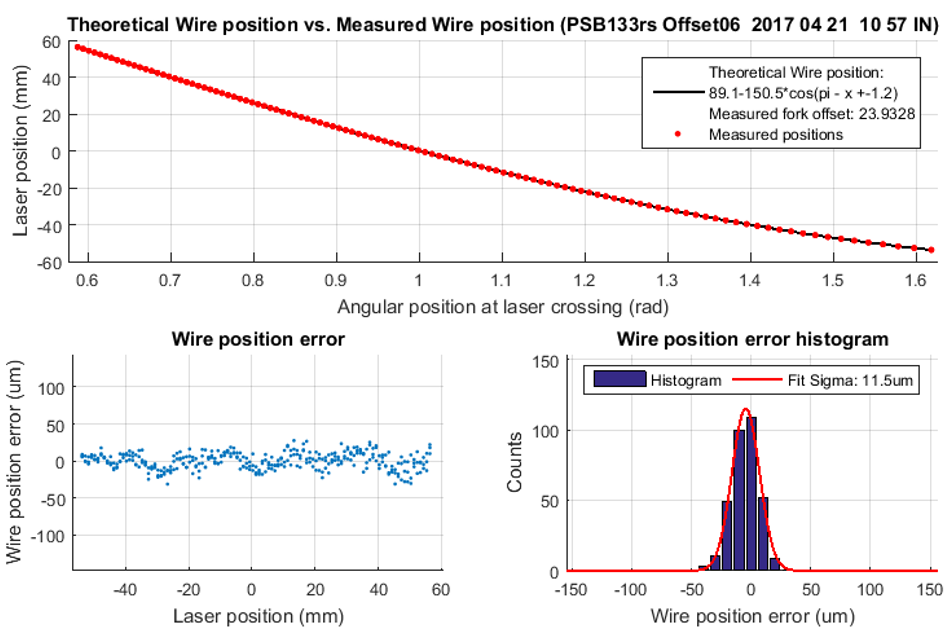 Theoretical Wire position vs. Measured Wire position (PSB133rs Offset06  2017 04 21  10 57 IN)
60
40
20
0
-20
-40
-60
Laser position (mm)
Theoretical Wire position:
89.1-150.5*cos(pi - x +-1.2)
Measured fork offset: 23.9328
Measured positions
0.6 0.7 0.8 0.9 1 1.1 1.2 1.3 1.4 1.5 1.6
Angular position at laser crossing (rad)
Wire position error
100
50
0
-50
-100
Wire position error (um)
-40 -20 0 20 40 60
Laser position (mm)
Wire position error histogram
150
100
50
0
Counts
Histogram Fit Sigma: 11.5um
-150 -100 -50 0 50 100 150
Wire position error (um)